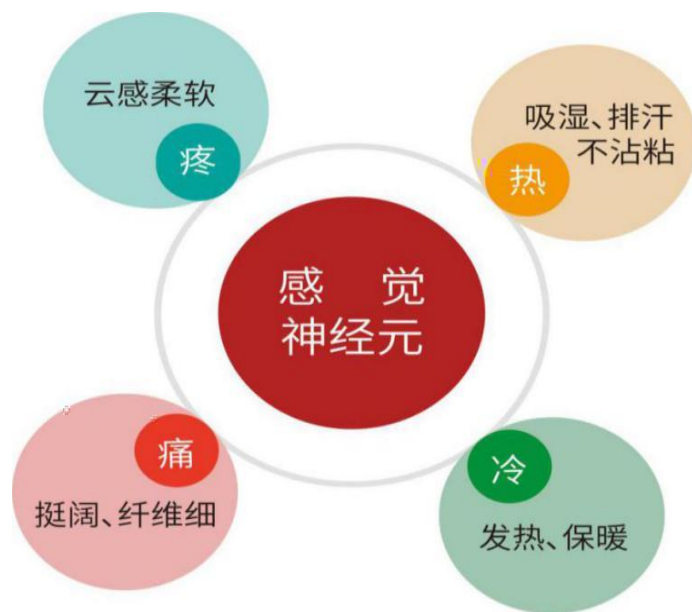 云感柔软
疼
吸湿、排汗
不沾粘
热
感 觉
神经元
痛
挺阔、纤维细
冷
发热、保暖